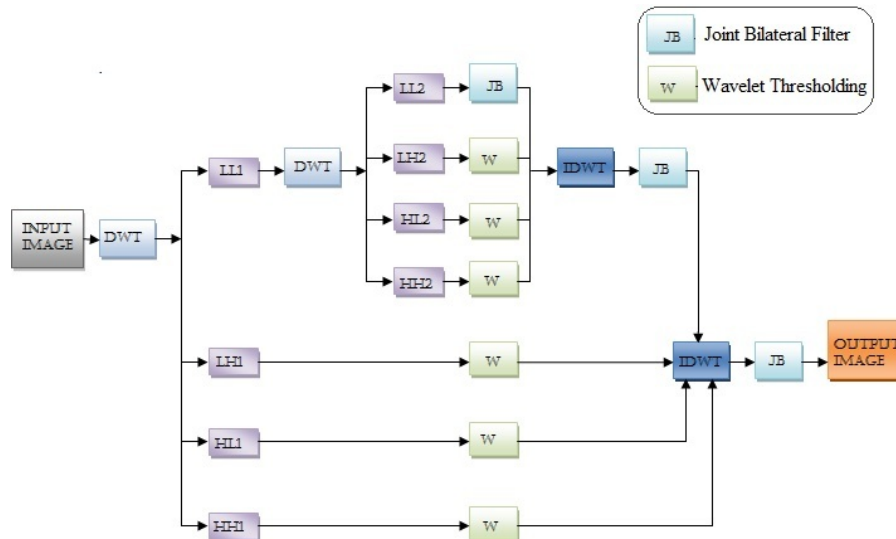 JB Joint Bilateral Filter
W Wavelet Thresholding
LL2 JB
LL1 DWT LH2 W IDWT JB
INPUT
IMAGE
DWT
HL2 W
HH2 W
LH1 W IDWT JB
OUTPUT
IMAGE
HL1 W
HH1 W